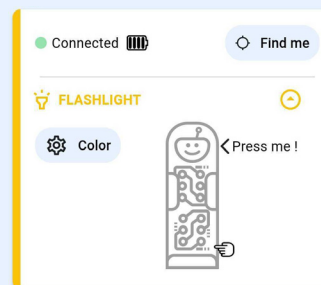 Connected
Find me
FLASHLIGHT
Color
Press me !